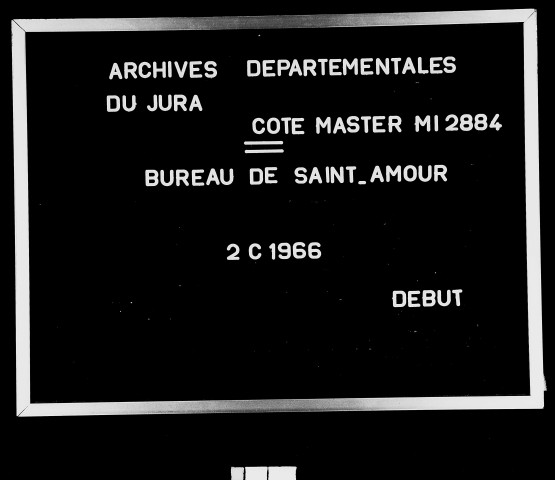 ARCHIVES DEPARTEMENTALES
DU JURA
COTE MASTER MI 2884
BUREAU DE SAINT_AMOUR
2 C 1966
DEBUT